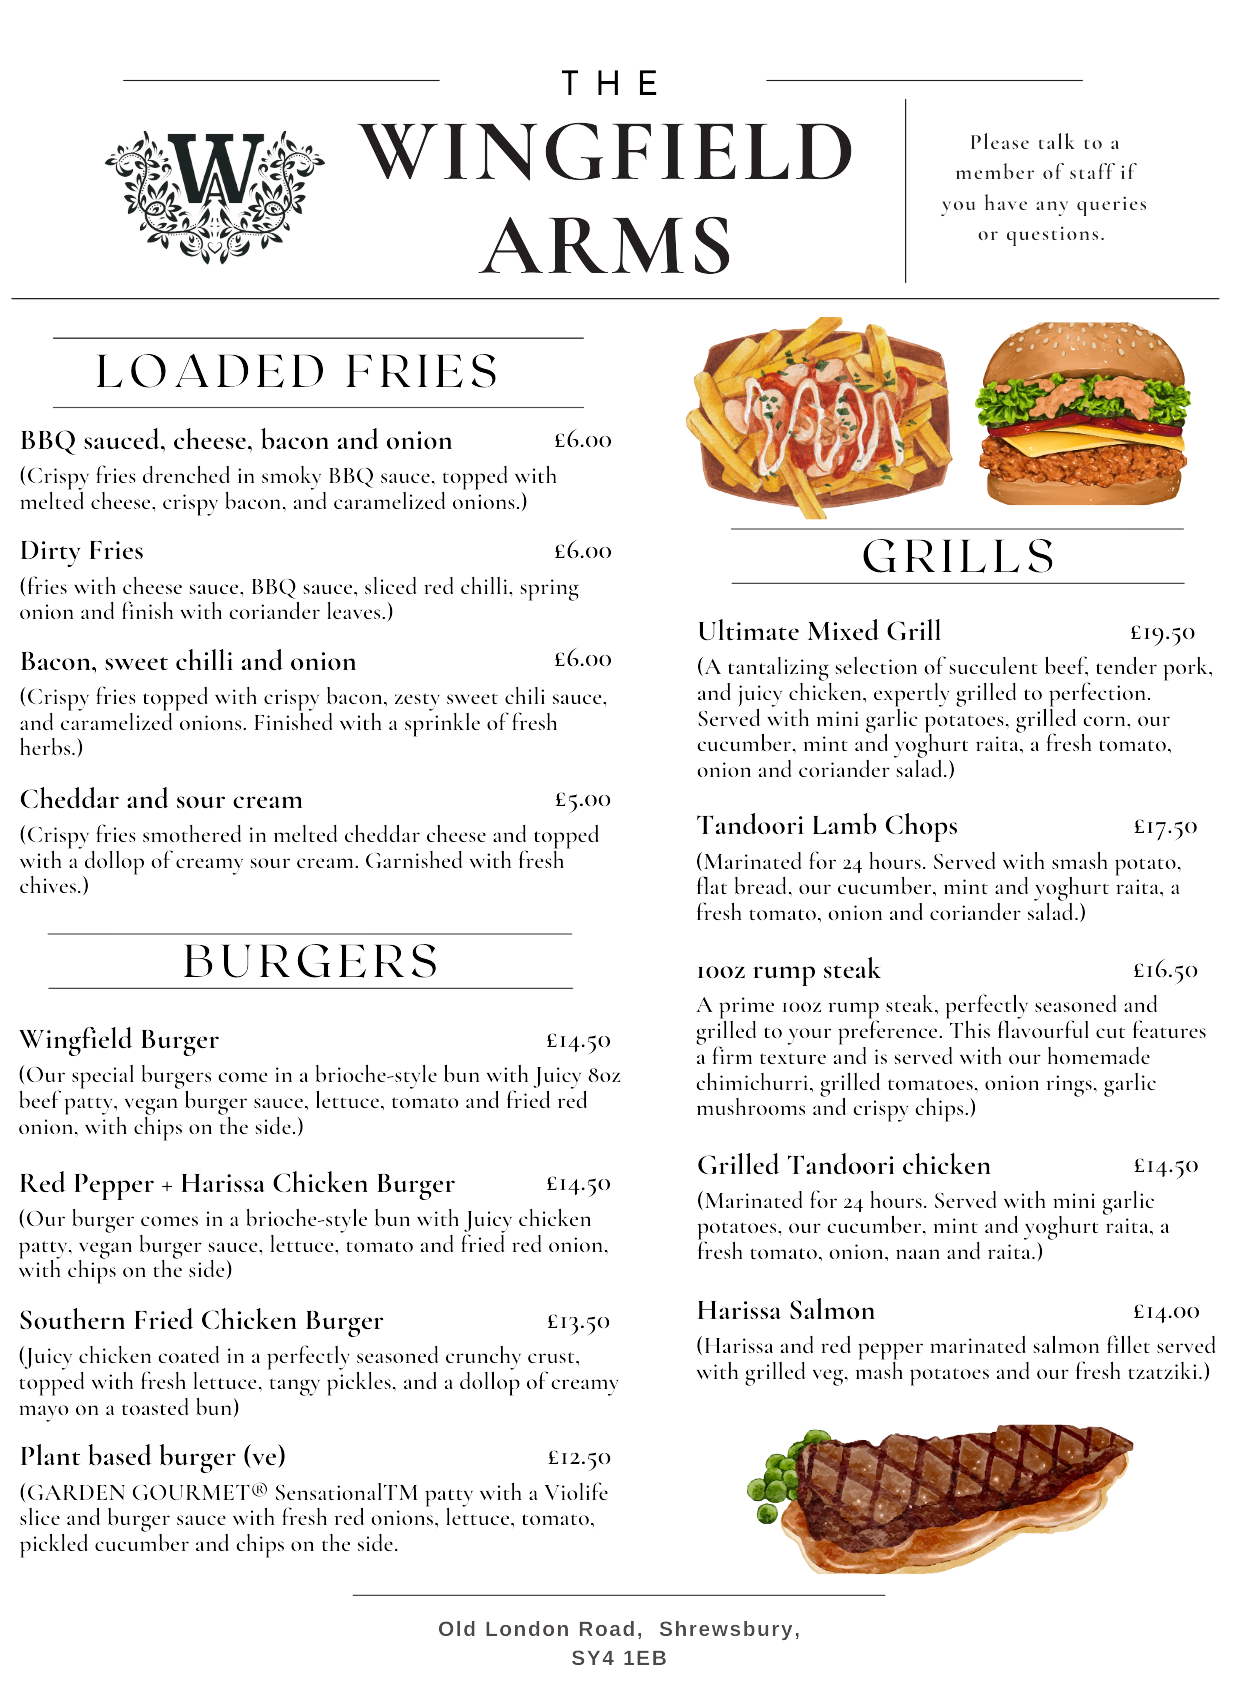 THE
WINGFIELD
ARMS
WA
Please talk to a
member of staff if
you have any queries
or questions.
LOADED FRIES
BBQ sauced, cheese, bacon and onion £6.00
(Crispy fries drenched in smoky BBQ sauce, topped with
melted cheese, crispy bacon, and caramelized onions.)
Dirty Fries £6.00
(fries with cheese sauce, BBQ sauce, sliced red chilli, spring
onion and finish with coriander leaves.)
Bacon, sweet chilli and onion £6.00
(Crispy fries topped with crispy bacon, zesty sweet chili sauce,
and caramelized onions. Finished with a sprinkle of fresh
herbs.)
Cheddar and sour cream £5.00
(Crispy fries smothered in melted cheddar cheese and topped
with a dollop of creamy sour cream. Garnished with fresh
chives.)
BURGERS
Wingfield Burger £14.50
(Our special burgers come in a brioche-style bun with Juicy 8oz
beef patty, vegan burger sauce, lettuce, tomato and fried red
onion, with chips on the side.)
Red Pepper + Harissa Chicken Burger £14.50
(Our burger comes in a brioche-style bun with Juicy chicken
patty, vegan burger sauce, lettuce, tomato and fried red onion,
with chips on the side)
Southern Fried Chicken Burger £13.50
(Juicy chicken coated in a perfectly seasoned crunchy crust,
topped with fresh lettuce, tangy pickles, and a dollop of creamy
mayo on a toasted bun)
Plant based burger (ve) £12.50
(GARDEN GOURMET® SensationalTM patty with a Violife
slice and burger sauce with fresh red onions, lettuce, tomato,
pickled cucumber and chips on the side.
GRILLS
Ultimate Mixed Grill £19.50
(A tantalizing selection of succulent beef, tender pork,
and juicy chicken, expertly grilled to perfection.
Served with mini garlic potatoes, grilled corn, our
cucumber, mint and yoghurt raita, a fresh tomato,
onion and coriander salad.)
Tandoori Lamb Chops £17.50
(Marinated for 24 hours. Served with smash potato,
flat bread, our cucumber, mint and yoghurt raita, a
fresh tomato, onion and coriander salad.)
10oz rump steak £16.50
A prime 10oz rump steak, perfectly seasoned and
grilled to your preference. This flavourful cut features
a firm texture and is served with our homemade
chimichurri, grilled tomatoes, onion rings, garlic
mushrooms and crispy chips.)
Grilled Tandoori chicken £14.50
(Marinated for 24 hours. Served with mini garlic
potatoes, our cucumber, mint and yoghurt raita, a
fresh tomato, onion, naan and raita.)
Harissa Salmon £14.00
(Harissa and red pepper marinated salmon fillet served
with grilled veg, mash potatoes and our fresh tzatziki.)
Old London Road, Shrewsbury,
SY4 1EB